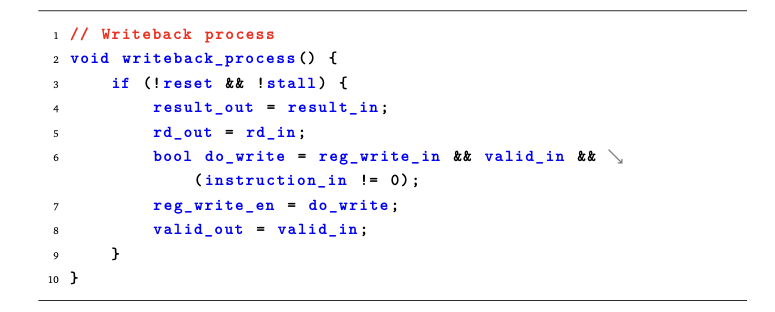 1 // Writeback process
2 void writeback_process() {
3     if (!reset && !stall) {
4         result_out = result_in;
5         rd_out = rd_in;
6         bool do_write = reg_write_in && valid_in && ↘
            (instruction_in != 0);
7         reg_write_en = do_write;
8         valid_out = valid_in;
9     }
10 }